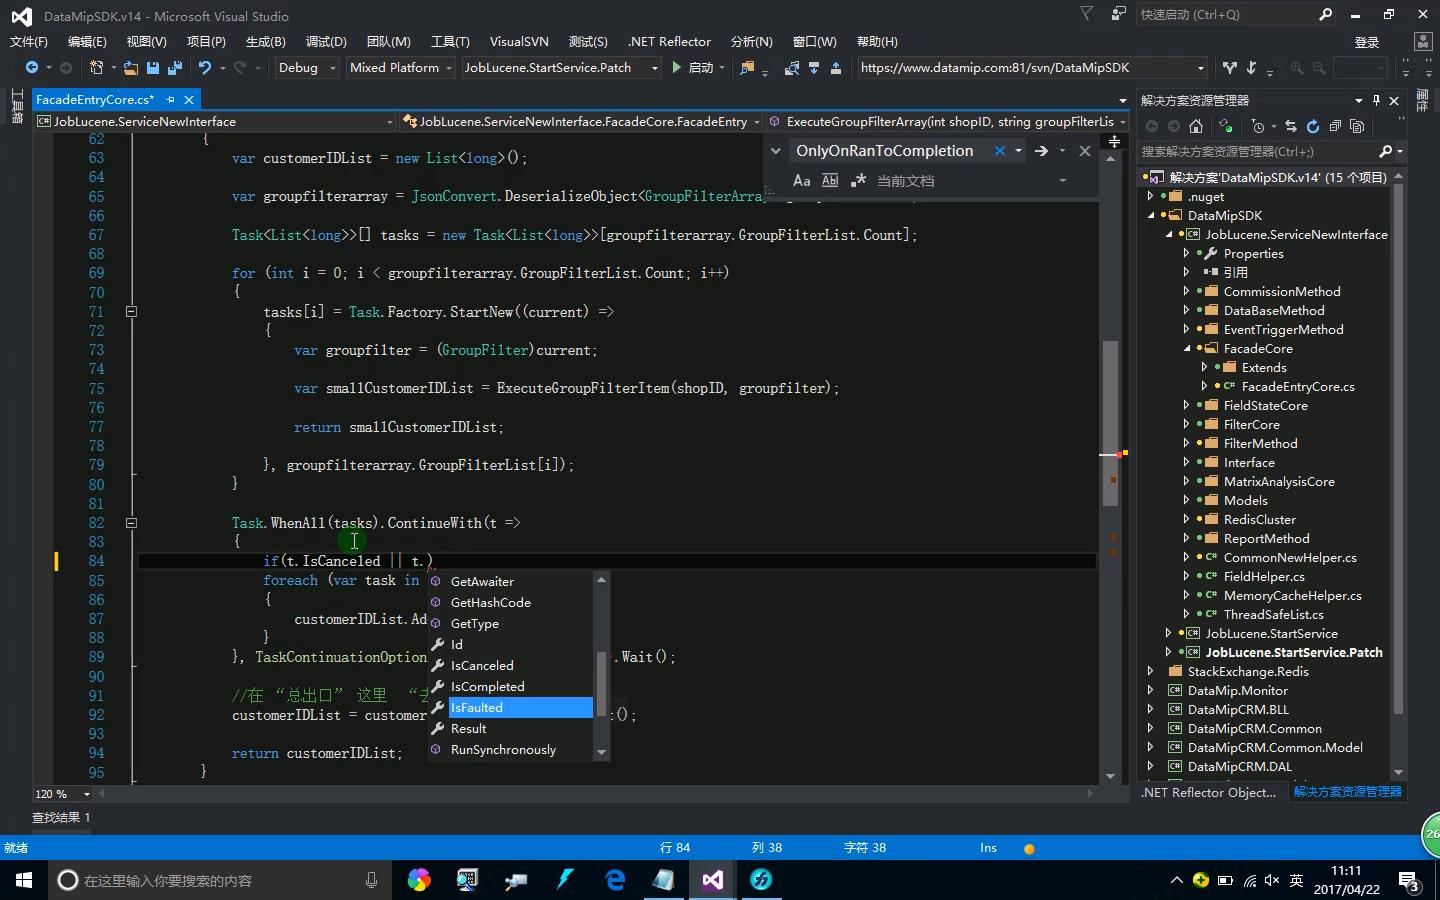 DataMipSDK.v14 - Microsoft Visual Studio
快速启动 (Ctrl+Q)
文件(F) 编辑(E) 视图(V) 项目(P) 生成(B) 调试(D) 团队(M) 工具(T) VisualSVN 测试(S) .NET Reflector 分析(N) 窗口(W) 帮助(H)
登录
Debug Mixed Platform JobLucene.StartService.Patch 启动 https://www.datamip.com:81/svn/DataMipSDK
工具箱
FacadeEntryCore.cs*
JobLucene.ServiceNewInterface JobLucene.ServiceNewInterface.FacadeCore.FacadeEntry ExecuteGroupFilterArray(int shopID, string groupFilterLis
OnlyOnRanToCompletion
Aa Abl 当前文档
62 {
63 var customerIDList = new List<long>();
64
65 var groupfilterarray = JsonConvert.DeserializeObject<GroupFilterArra
66
67 Task<List<long>>[] tasks = new Task<List<long>>[groupfilterarray.GroupFilterList.Count];
68
69 for (int i = 0; i < groupfilterarray.GroupFilterList.Count; i++)
70 {
71 tasks[i] = Task.Factory.StartNew((current) =>
72 {
73 var groupfilter = (GroupFilter)current;
74
75 var smallCustomerIDList = ExecuteGroupFilterItem(shopID, groupfilter);
76
77 return smallCustomerIDList;
78
79 }, groupfilterarray.GroupFilterList[i]);
80 }
81
82 Task.WhenAll(tasks).ContinueWith(t =>
83 {
84 if(t.IsCanceled || t.)
85 foreach (var task in
86 {
87 customerIDList.Ad
88 }
89 }, TaskContinuationOption .Wait();
90
91 //在 “总出口” 这里 “去
92 customerIDList = customer t();
93
94 return customerIDList;
95 }
GetAwaiter
GetHashCode
GetType
Id
IsCanceled
IsCompleted
IsFaulted
Result
RunSynchronously
120 %
查找结果 1
解决方案资源管理器
搜索解决方案资源管理器(Ctrl+;)
解决方案'DataMipSDK.v14' (15 个项目)
.nuget
DataMipSDK
JobLucene.ServiceNewInterface
Properties
引用
CommissionMethod
DataBaseMethod
EventTriggerMethod
FacadeCore
Extends
FacadeEntryCore.cs
FieldStateCore
FilterCore
FilterMethod
Interface
MatrixAnalysisCore
Models
RedisCluster
ReportMethod
CommonNewHelper.cs
FieldHelper.cs
MemoryCacheHelper.cs
ThreadSafeList.cs
JobLucene.StartService
JobLucene.StartService.Patch
StackExchange.Redis
DataMip.Monitor
DataMipCRM.BLL
DataMipCRM.Common
DataMipCRM.Common.Model
DataMipCRM.DAL
.NET Reflector Object... 解决方案资源管理器
属性
就绪 行 84 列 38 字符 38 Ins
26
在这里输入你要搜索的内容
英
11:11
2017/04/22
3